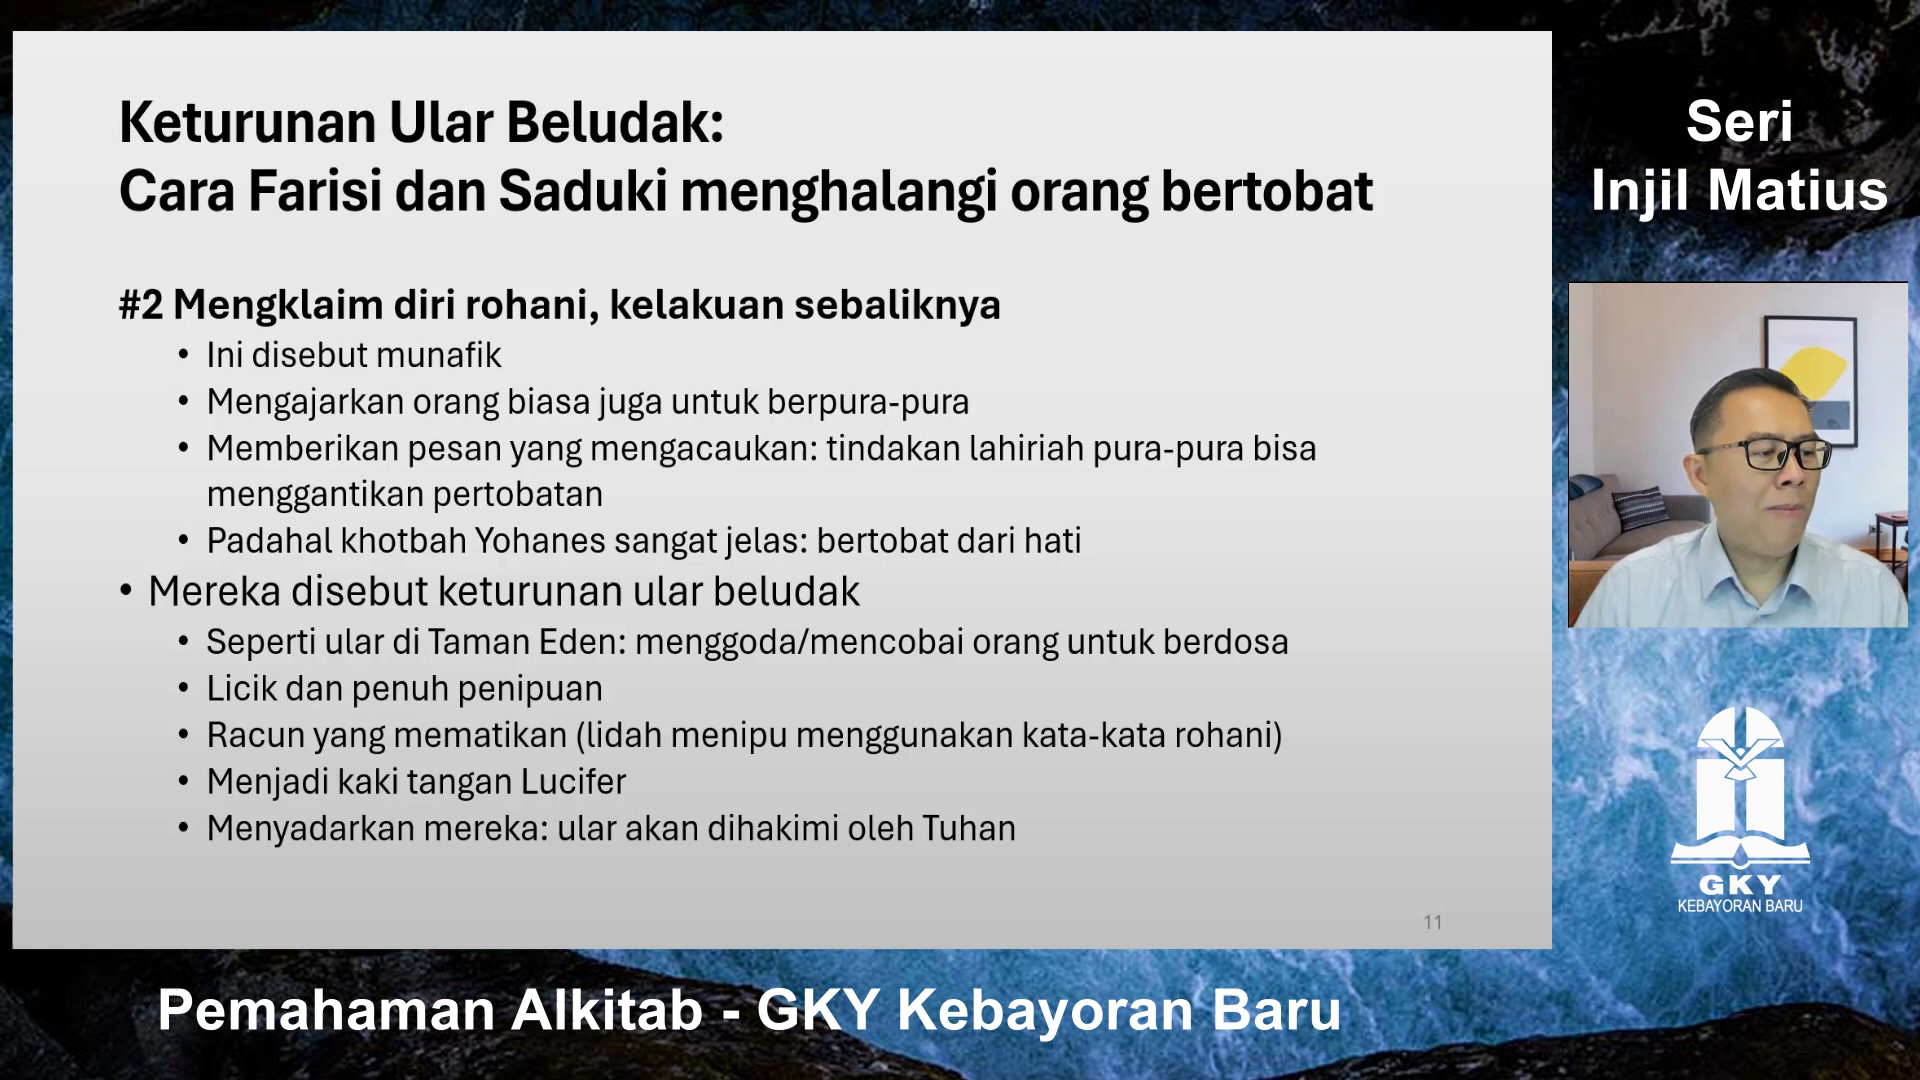 Keturunan Ular Beludak:
Cara Farisi dan Saduki menghalangi orang bertobat
#2 Mengklaim diri rohani, kelakuan sebaliknya
• Ini disebut munafik
• Mengajarkan orang biasa juga untuk berpura-pura
• Memberikan pesan yang mengacaukan: tindakan lahiriah pura-pura bisa
menggantikan pertobatan
• Padahal khotbah Yohanes sangat jelas: bertobat dari hati
• Mereka disebut keturunan ular beludak
• Seperti ular di Taman Eden: menggoda/mencobai orang untuk berdosa
• Licik dan penuh penipuan
• Racun yang mematikan (lidah menipu menggunakan kata-kata rohani)
• Menjadi kaki tangan Lucifer
• Menyadarkan mereka: ular akan dihakimi oleh Tuhan
11
Seri
Injil Matius
GKY
KEBAYORAN BARU
Pemahaman Alkitab - GKY Kebayoran Baru